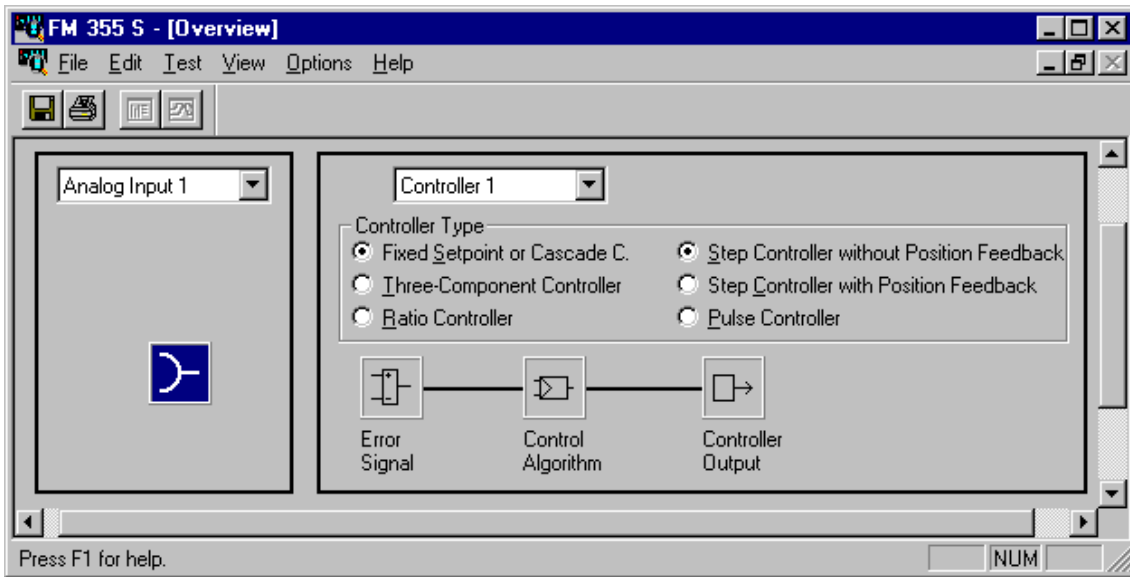 FM 355 S - [Overview]
File Edit Test View Options Help
Analog Input 1
Controller 1
Controller Type
Fixed Setpoint or Cascade C.
Step Controller without Position Feedback
Three-Component Controller
Step Controller with Position Feedback
Ratio Controller
Pulse Controller
Error Signal
Control Algorithm
Controller Output
Press F1 for help.
NUM